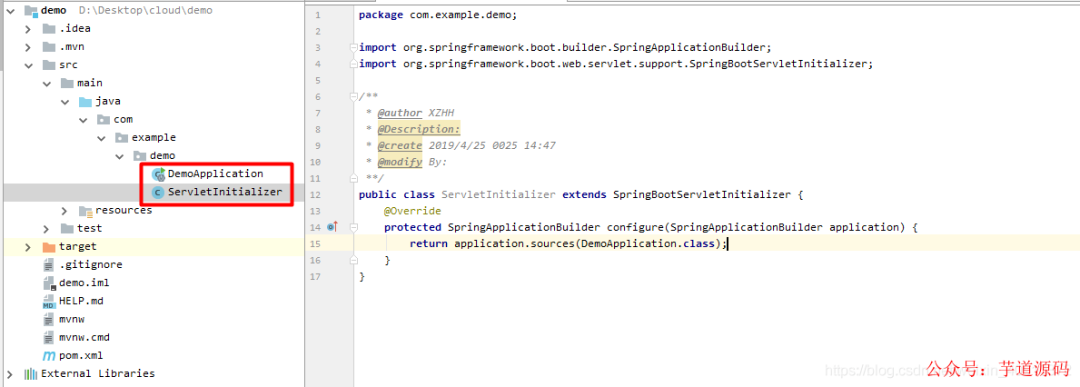 demo D:\Desktop\cloud\demo
.idea
.mvn
src
main
java
com
example
demo
DemoApplication
ServletInitializer
resources
test
target
.gitignore
demo.iml
HELP.md
mvnw
mvnw.cmd
pom.xml
External Libraries
1 package com.example.demo;
2
3 import org.springframework.boot.builder.SpringApplicationBuilder;
4 import org.springframework.boot.web.servlet.support.SpringBootServletInitializer;
5
6 /**
7 * @author XZHH
8 * @Description:
9 * @create 2019/4/25 0025 14:47
10 * @modify By:
11 **/
12 public class ServletInitializer extends SpringBootServletInitializer {
13 @Override
14 protected SpringApplicationBuilder configure(SpringApplicationBuilder application) {
15 return application.sources(DemoApplication.class);
16 }
17 }
公众号：芋道源码